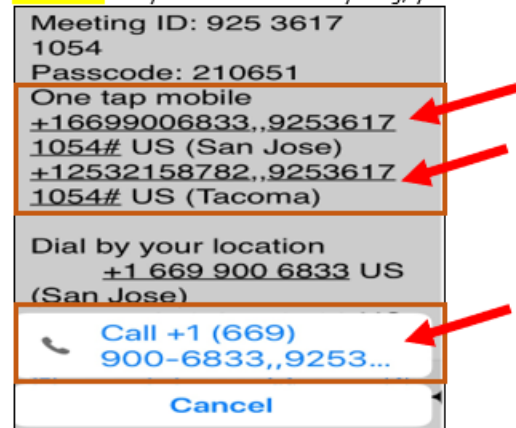 Meeting ID: 925 3617
1054
Passcode: 210651
One tap mobile
+16699006833,,9253617
1054# US (San Jose)
+12532158782,,9253617
1054# US (Tacoma)
Dial by your location
+1 669 900 6833 US
(San Jose)
Call +1 (669)
900-6833,,9253...
Cancel